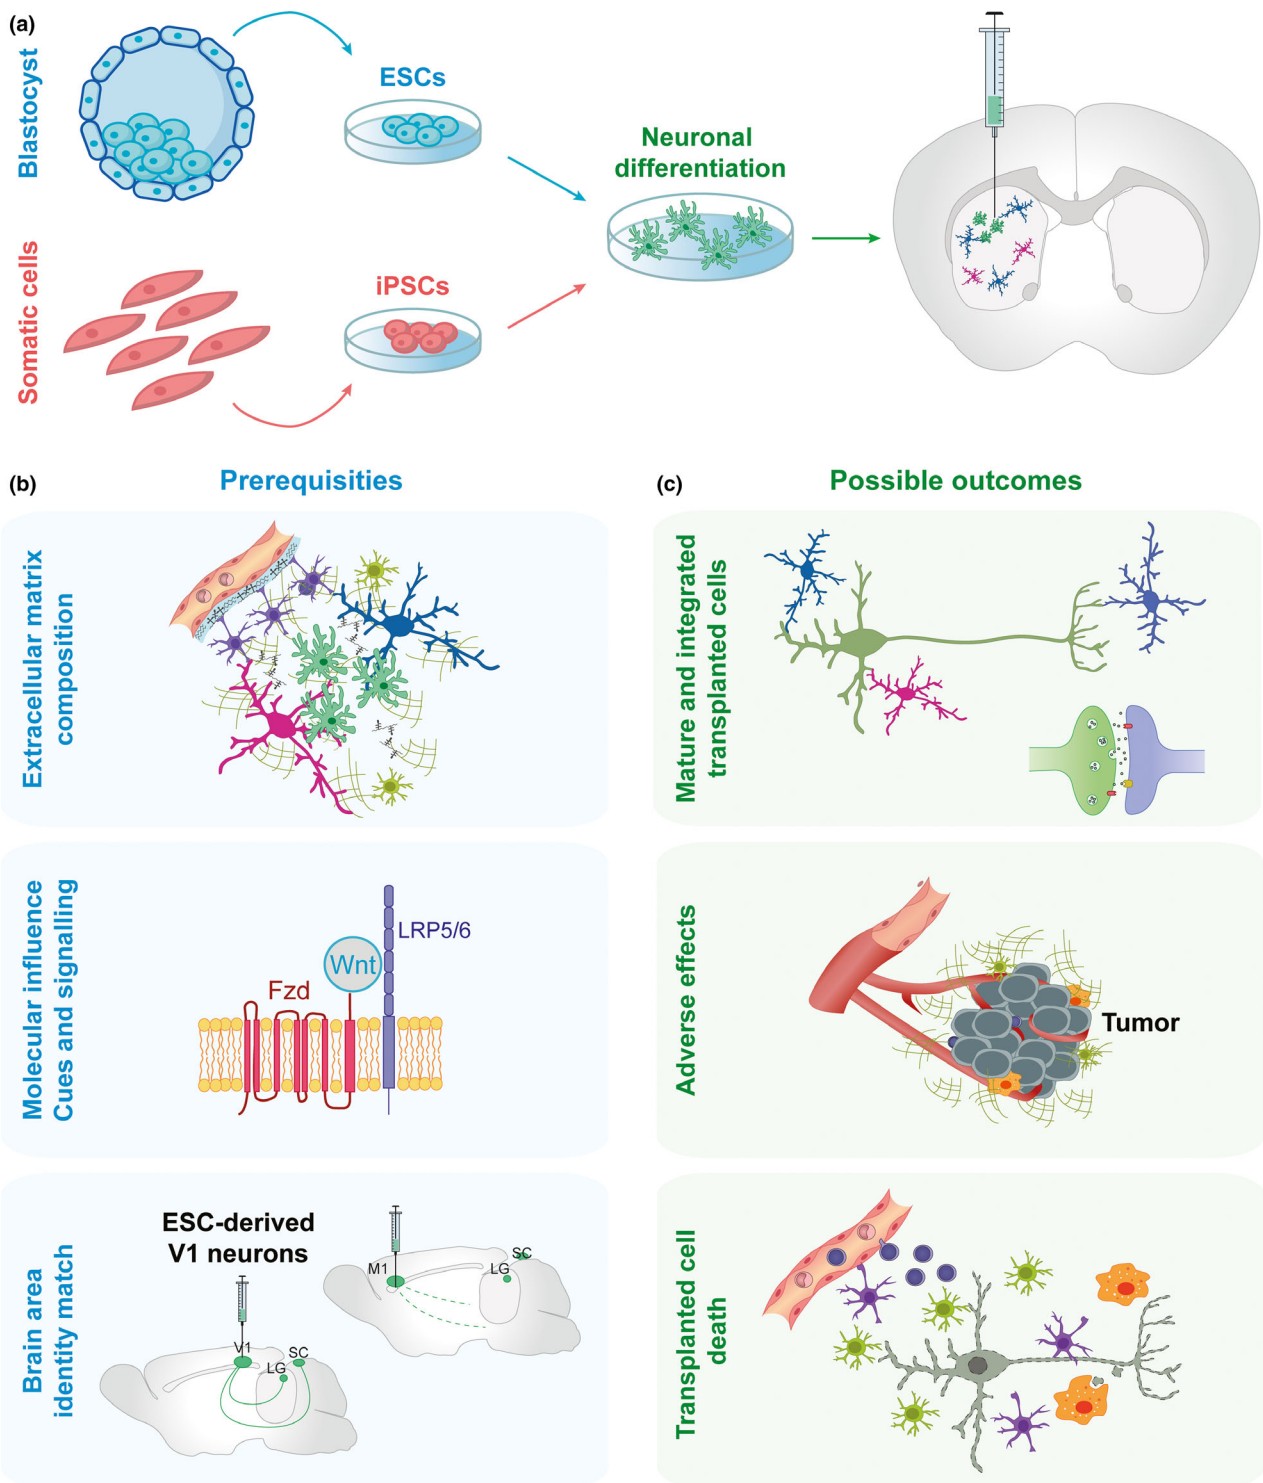 (a)
Blastocyst
ESCs
Neuronal
differentiation
Somatic cells
iPSCs
(b)
Prerequisities
Extracellular matrix
composition
Molecular influence
Cues and signalling
Fzd
Wnt
LRP5/6
Brain area
identity match
ESC-derived
V1 neurons
V1
LG
SC
M1
LG
SC
(c)
Possible outcomes
Mature and integrated
transplanted cells
Adverse effects
Tumor
Transplanted cell
death